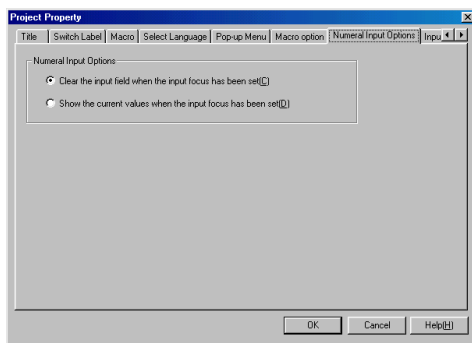 Project Property
Title Switch Label Macro Select Language Pop-up Menu Macro option Numeral Input Options Inpu
Numeral Input Options
Clear the input field when the input focus has been set(C)
Show the current values when the input focus has been set(D)
OK Cancel Help(H)